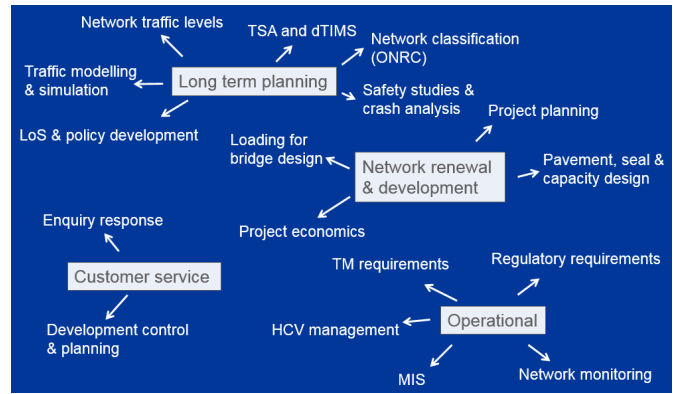 Network traffic levels
TSA and dTIMS
Network classification
(ONRC)
Traffic modelling
& simulation
Long term planning
Safety studies &
crash analysis
LoS & policy development
Project planning
Loading for
bridge design
Network renewal
& development
Pavement, seal &
capacity design
Project economics
Enquiry response
Customer service
Development control
& planning
TM requirements
Regulatory requirements
HCV management
Operational
MIS
Network monitoring